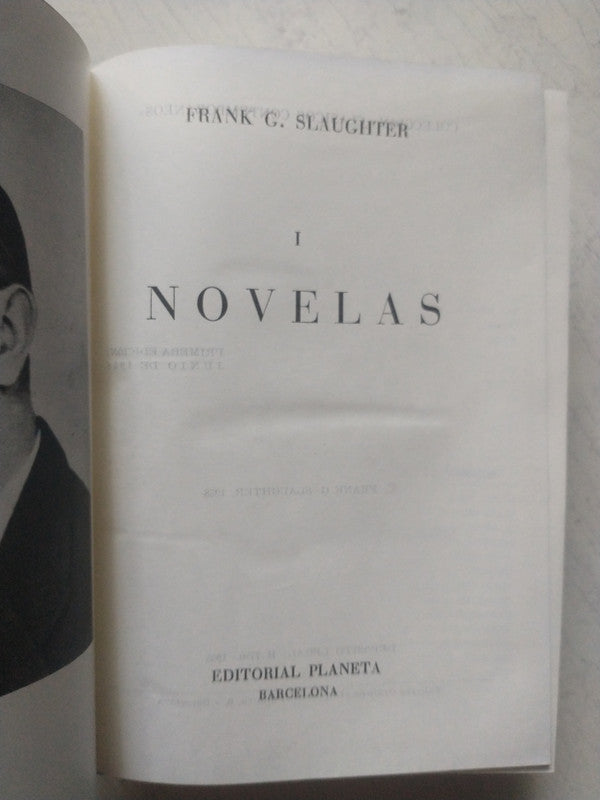 FRANK G. SLAUGHTER
I
NOVELAS
EDITORIAL PLANETA
BARCELONA